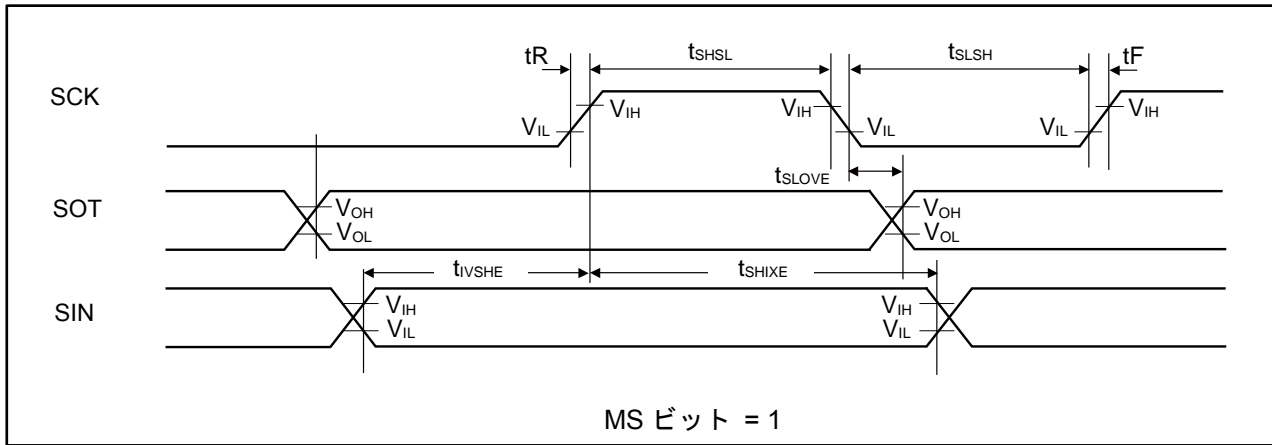 tR tSHSL tSLSH tF
SCK VIH VIH VIH
VIL VIL VIL
tSLOVE
SOT VOH VOH
VOL VOL
tIVSHE tSHIXE
SIN VIH VIH
VIL VIL
MS ビット = 1